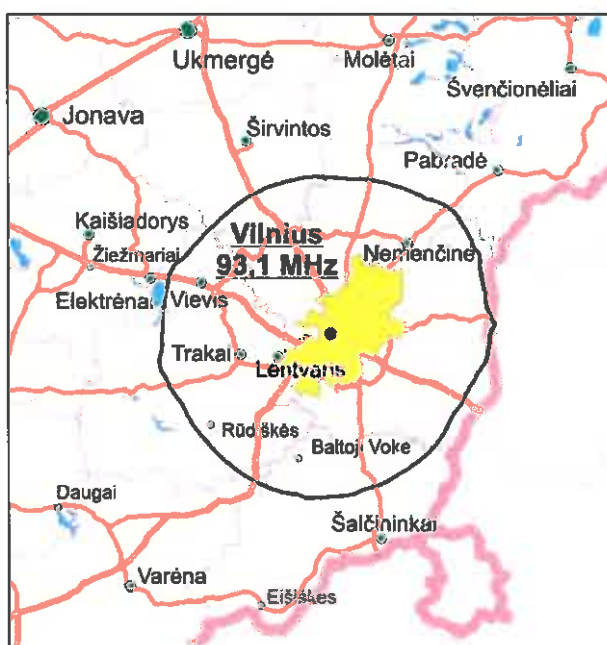 Ukmergé
Molėtai
Švenčionėliai
Jonava
Širvintos
Pabradė
Kaišiadorys
Vilnius
93,1 MHz
Nemenčinė
Žiežmariai
Elektrėnai
Vievis
Trakai
Lentvaris
Rūdiškės
Baltoji Vokė
Daugai
Šalčininkai
Varėna
Eišiškės